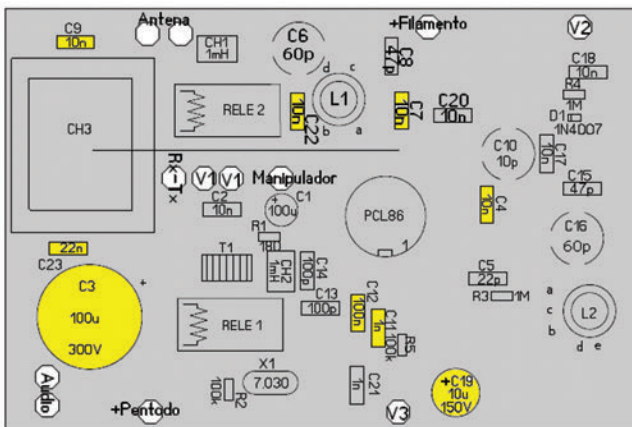 Antena
+Filamento
V2
C9
10n
CH1
1mH
C6
60p
C8
47p
C18
10n
R4
1M
D1
1N4007
CH3
RELE 2
10n
C22
d
c
L1
b
a
10n
C7
C20
10n
C10
10p
10n
C17
C15
47p
Rx - Tx
V1
V1
Manipulador
C2
10n
+
C1
100u
R1
18Ω
PCL86
1
10n
C4
C16
60p
22n
C23
T1
CH2
1mH
C14
100p
C5
22p
R3
1M
C3
+
100u
300V
C13
100p
C12
100n
C11
1n
R5
100k
a
c
b
d
e
L2
RELE 1
X1
7.030
100k
R2
1n
C21
+C19
10u
150V
Audio
+Pentodo
V3